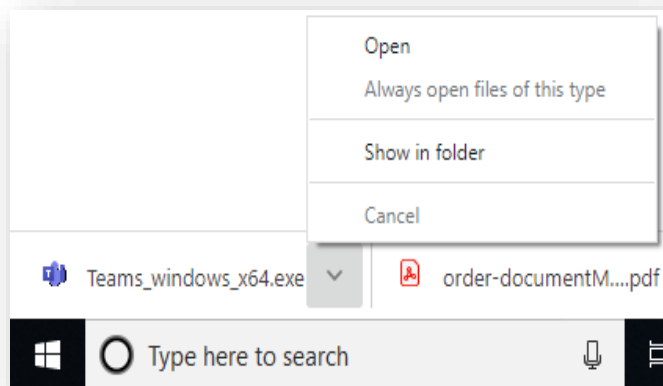 Open
Always open files of this type
Show in folder
Cancel
Teams_windows_x64.exe
order-documentM....pdf
Type here to search